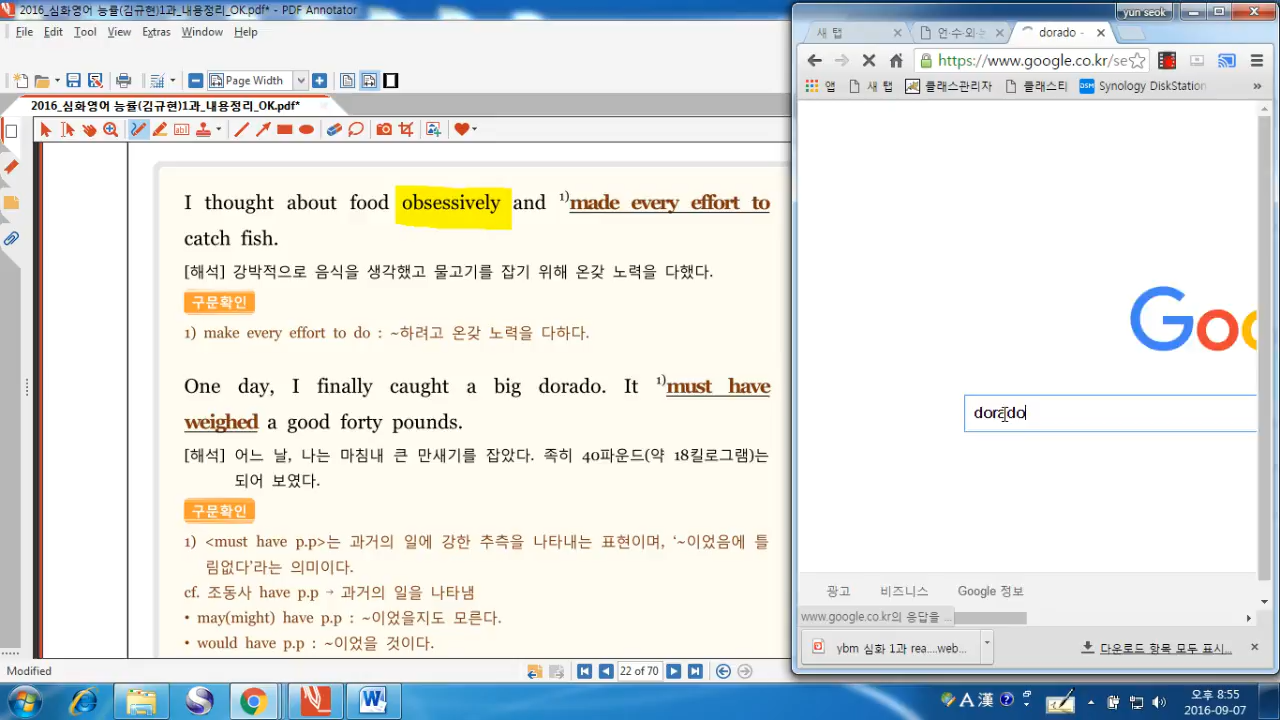 2016_심화영어 능률(김규현)1과_내용정리_OK.pdf* - PDF Annotator
File Edit Tool View Extras Window Help
Page Width
2016_심화영어 능률(김규현)1과_내용정리_OK.pdf*
I thought about food obsessively and 1)made every effort to
catch fish.
[해석] 강박적으로 음식을 생각했고 물고기를 잡기 위해 온갖 노력을 다했다.
구문확인
1) make every effort to do : ~하려고 온갖 노력을 다하다.
One day, I finally caught a big dorado. It 1)must have
weighed a good forty pounds.
[해석] 어느 날, 나는 마침내 큰 만새기를 잡았다. 족히 40파운드(약 18킬로그램)는
되어 보였다.
구문확인
1) <must have p.p>는 과거의 일에 강한 추측을 나타내는 표현이며, ‘~이었음에 틀
림없다’라는 의미이다.
cf. 조동사 have p.p → 과거의 일을 나타냄
• may(might) have p.p : ~이었을지도 모른다.
• would have p.p : ~이었을 것이다.
Modified
22 of 70
yun seok
새 탭
연·수·외·
dorado -
https://www.google.co.kr/se
앱 새 탭 클래스관리자 클래스티 DSM Synology DiskStation »
Goo
dorado
광고 비즈니스 Google 정보
www.google.co.kr의 응답을 ...
ybm 심화 1과 rea....web...
다운로드 항목 모두 표시...
A 漢
오후 8:55
2016-09-07